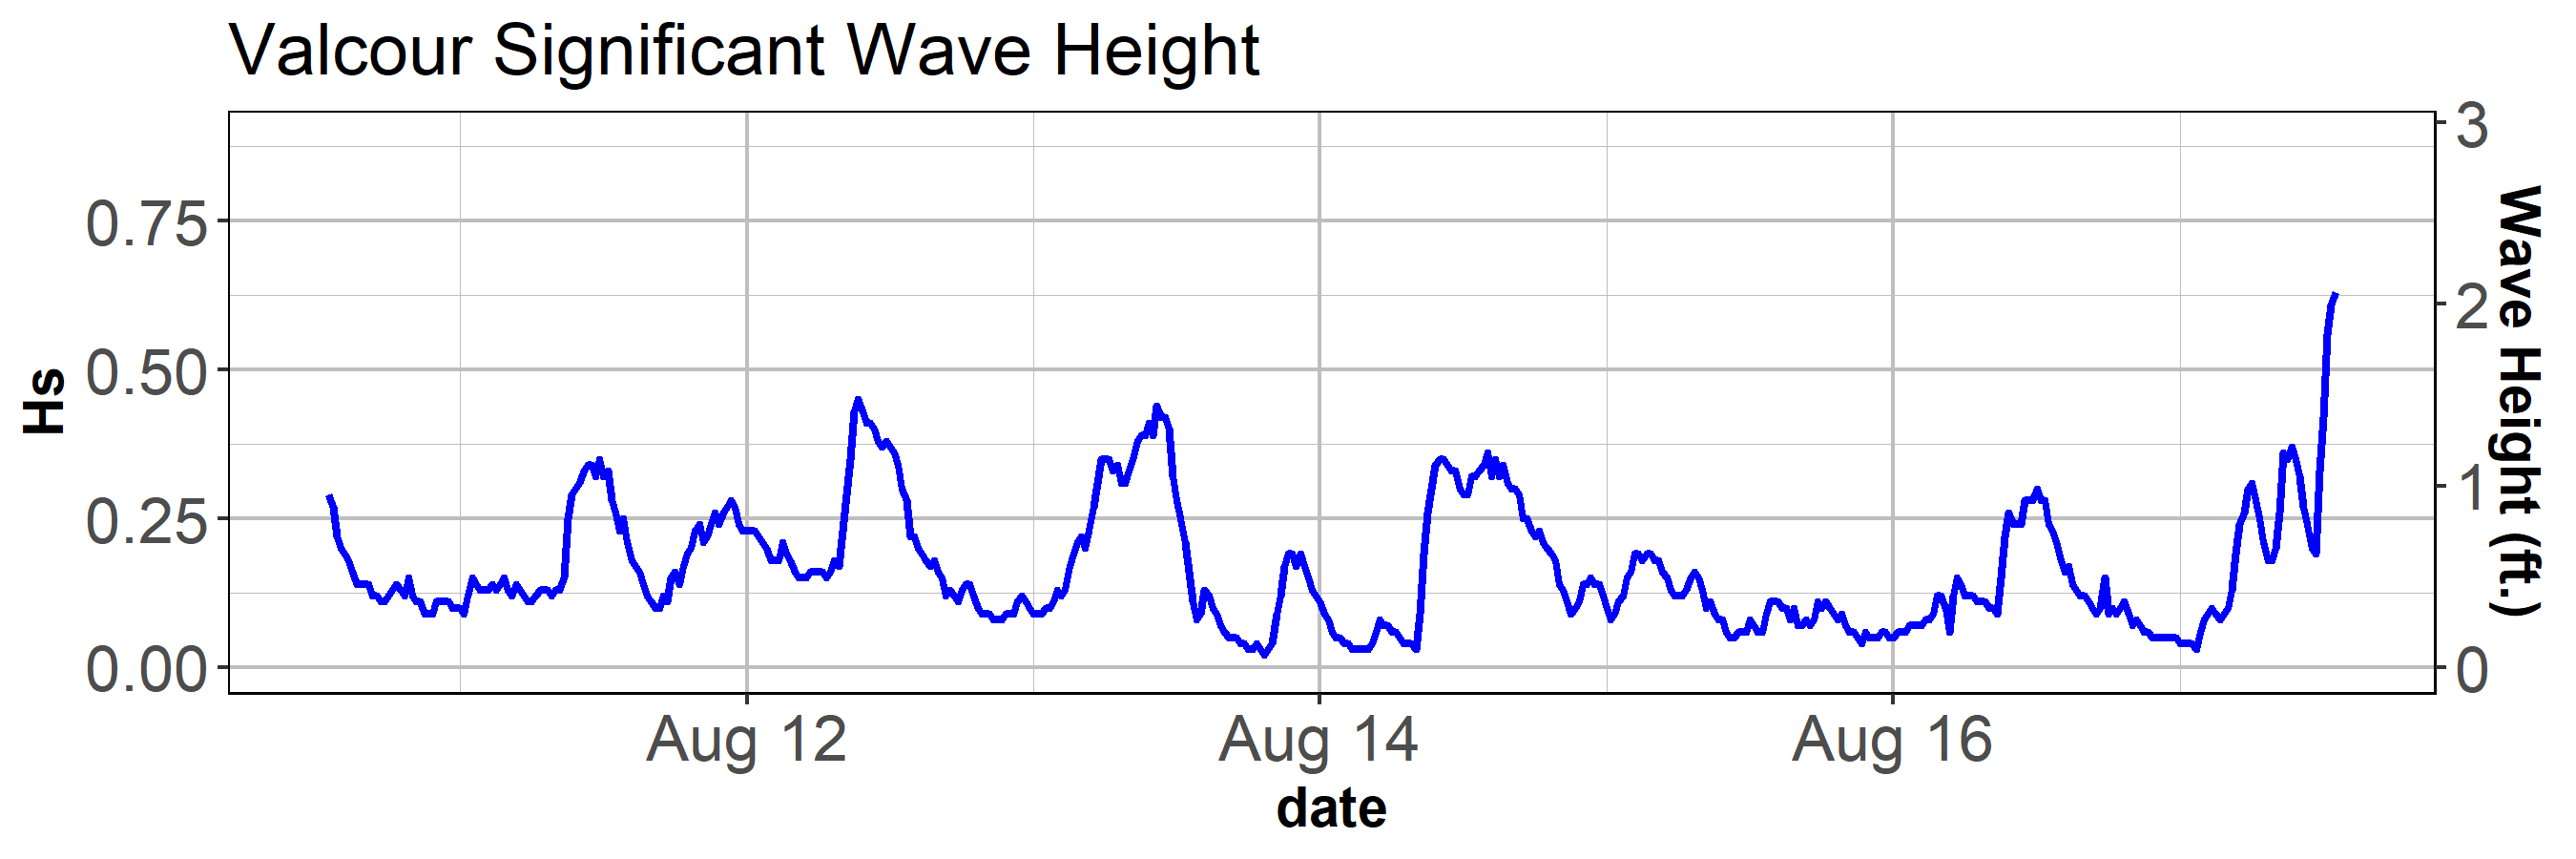 Valcour Significant Wave Height
Hs
0.75
0.50
0.25
0.00
3
2
1
0
Wave Height (ft.)
Aug 12
Aug 14
Aug 16
date